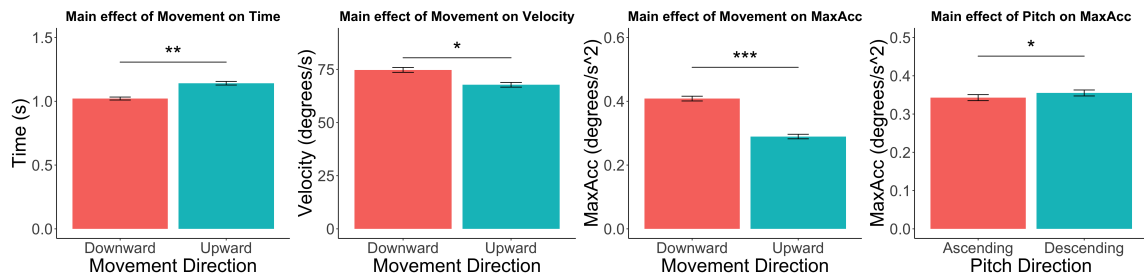 Main effect of Movement on Time
**
Time (s)
1.5
1.0
0.5
0.0
Downward Upward
Movement Direction
Main effect of Movement on Velocity
*
Velocity (degrees/s)
75
50
25
0
Downward Upward
Movement Direction
Main effect of Movement on MaxAcc
***
MaxAcc (degrees/s^2)
0.6
0.4
0.2
0.0
Downward Upward
Movement Direction
Main effect of Pitch on MaxAcc
*
MaxAcc (degrees/s^2)
0.5
0.4
0.3
0.2
0.1
0.0
Ascending Descending
Pitch Direction